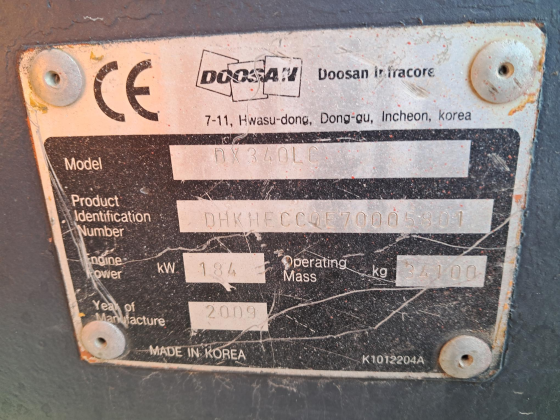 CE
DOOSAN Doosan Infracore
7-11, Hwasu-dong, Dong-gu, Incheon, korea
Model DX340LC
Product
Identification
Number
Engine
Power kW 184 Operating
Mass kg 34100
Year of
Manufacture 2009
MADE IN KOREA K1012204A